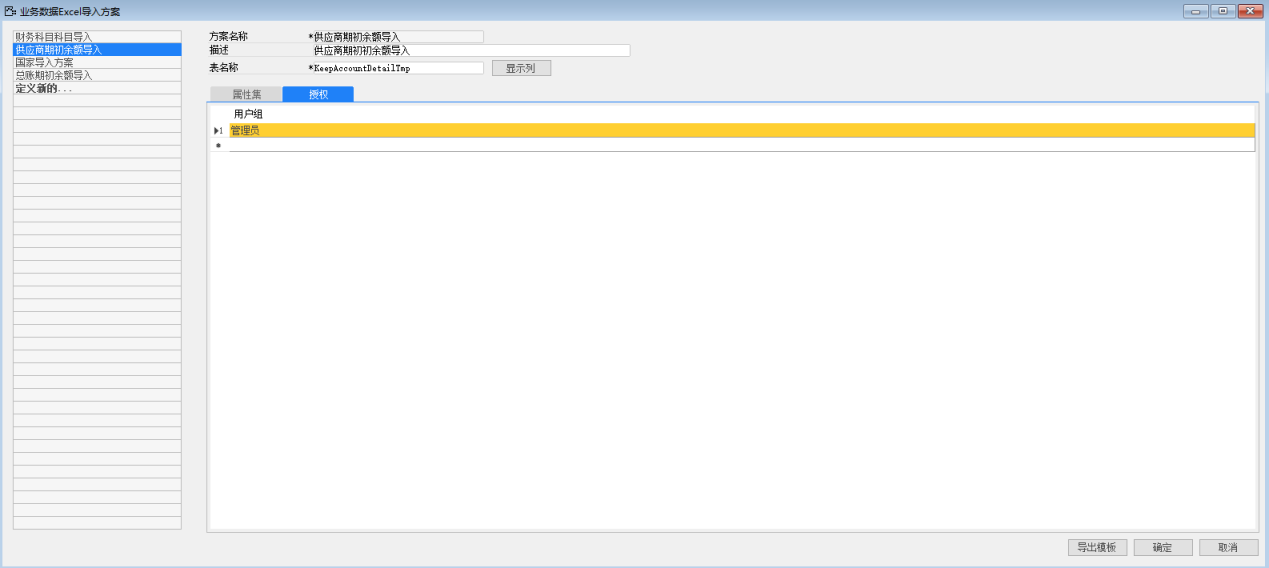 业务数据Excel导入方案
财务科目科目导入
供应商期初余额导入
国家导入方案
总账期初余额导入
定义新的...
方案名称 *供应商期初余额导入
描述 供应商期初初余额导入
表名称 *KeepAccountDetailTmp 显示列
属性集 授权
用户组
1 管理员
导出模板 确定 取消